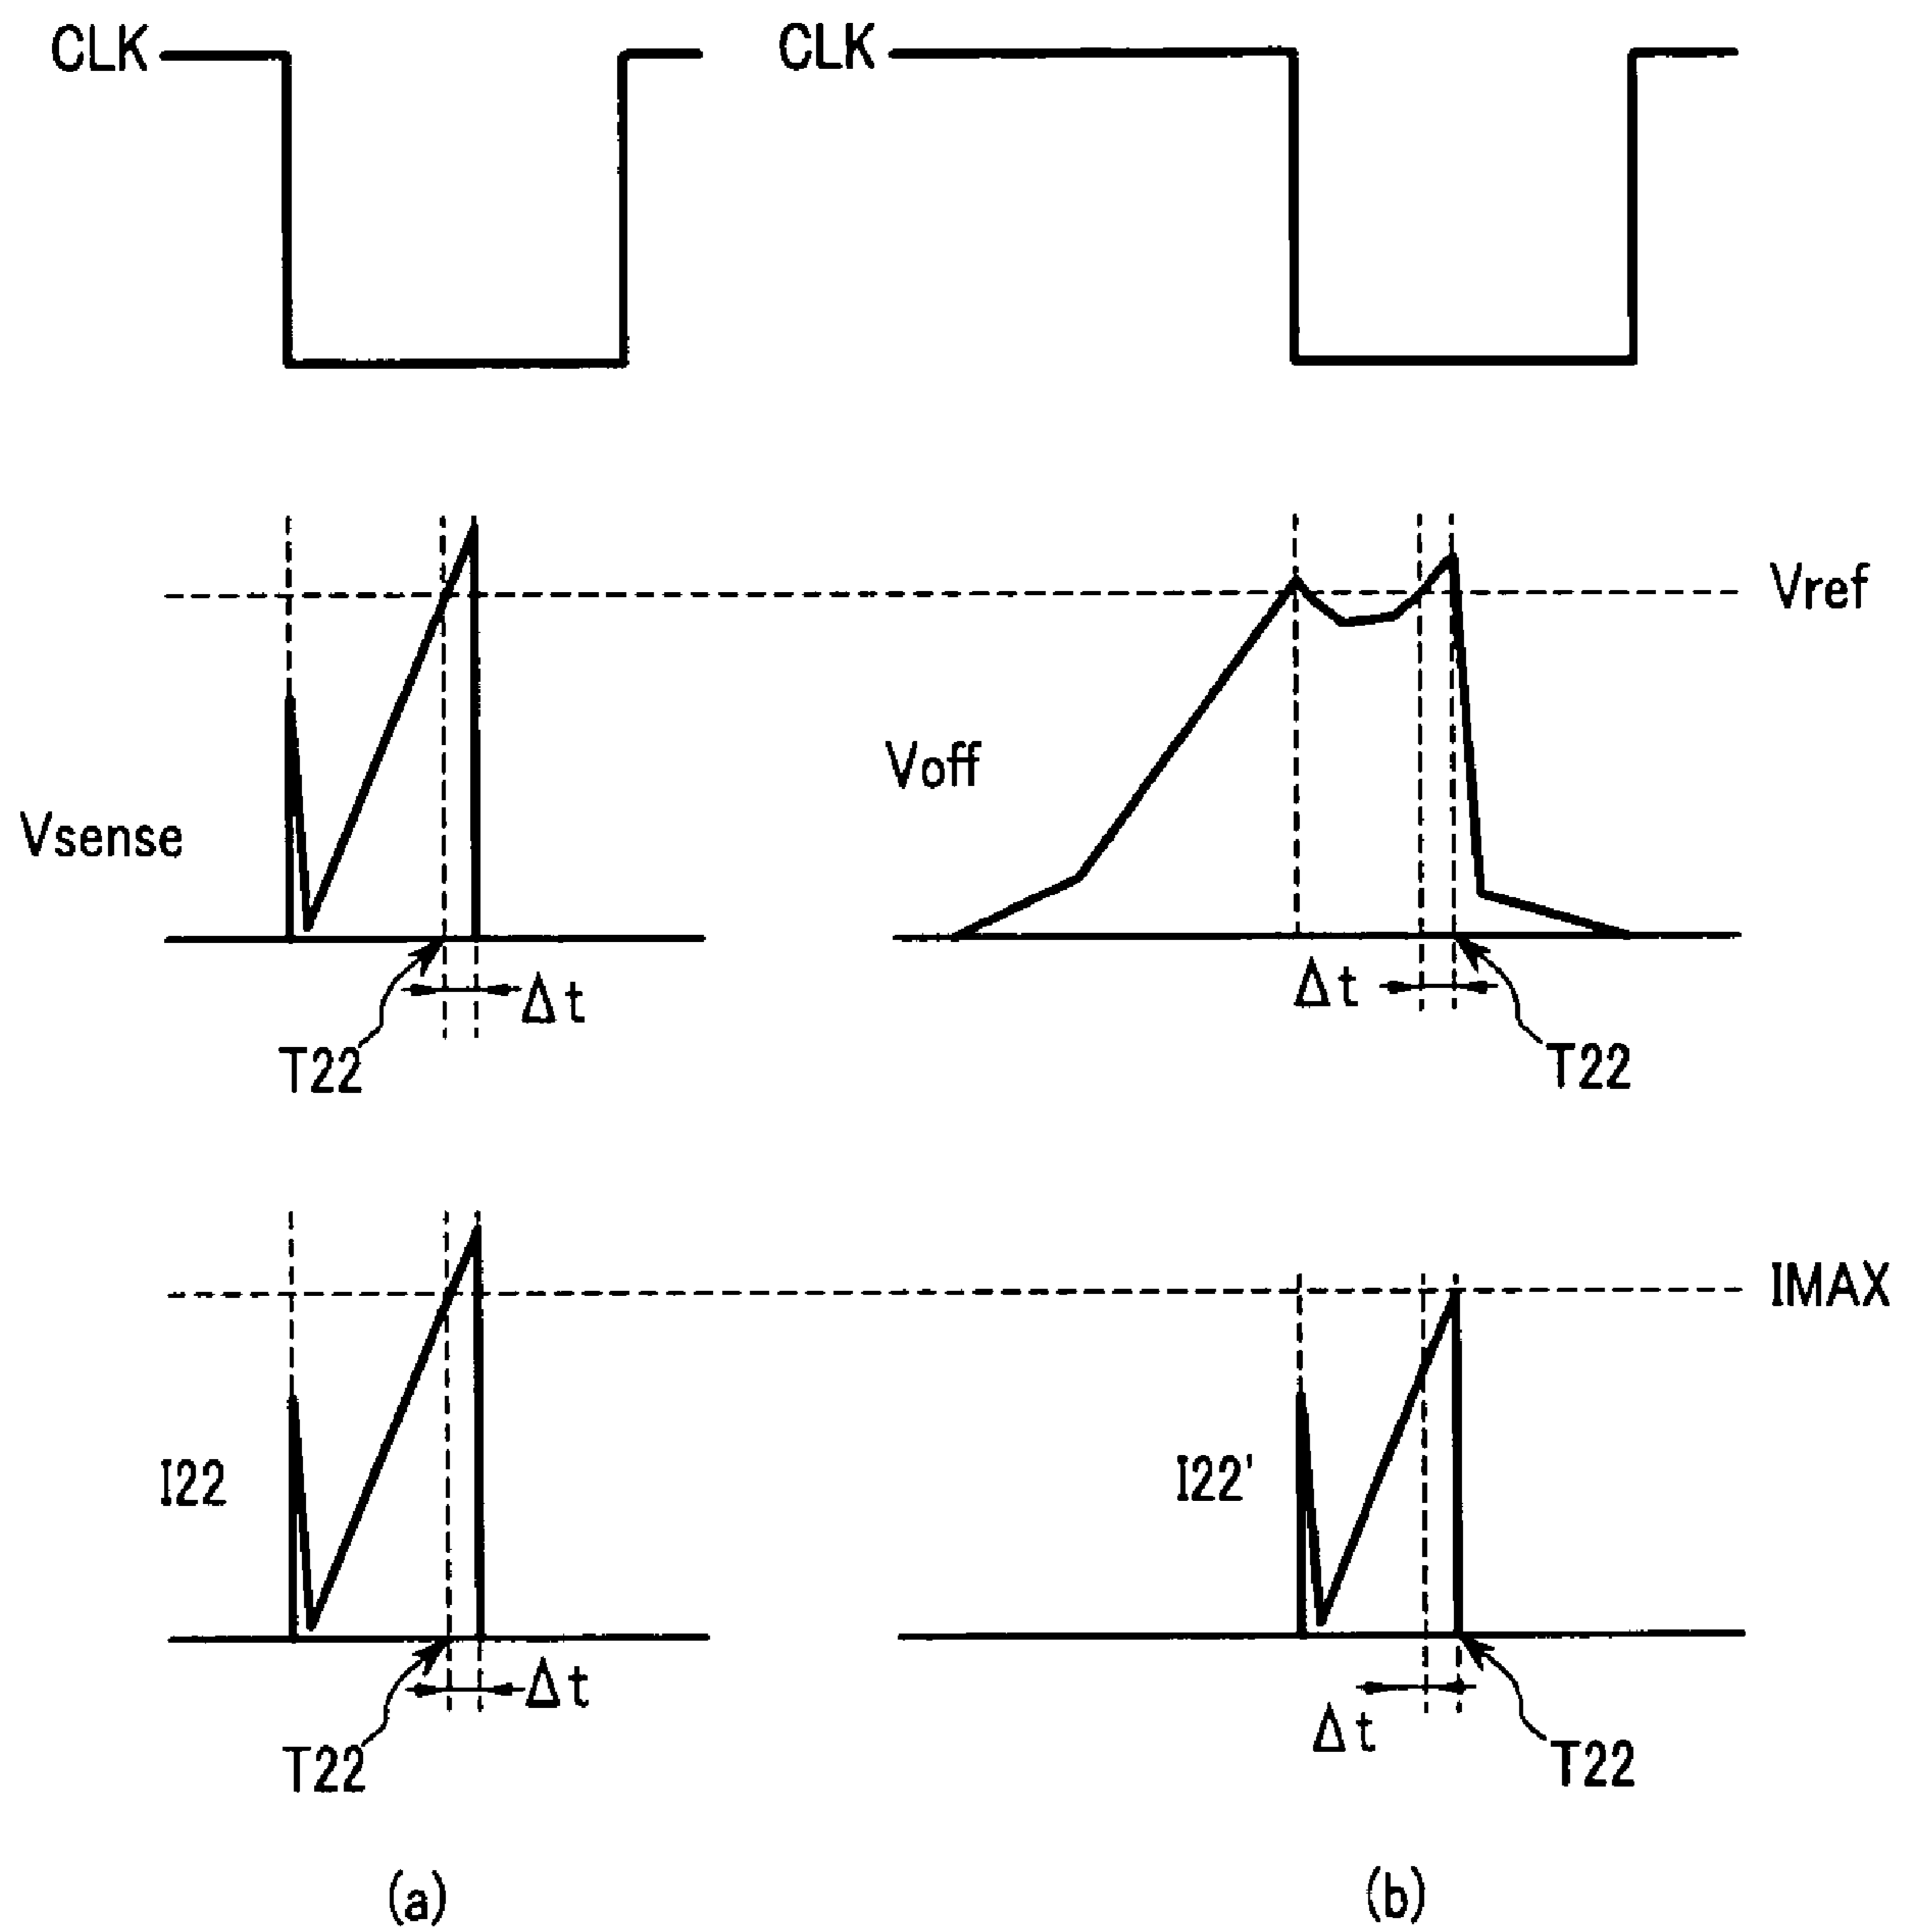 CLK
CLK
Vref
Voff
Vsense
Δt
Δt
T22
T22
IMAX
I22
I22'
Δt
Δt
T22
T22
(a)
(b)